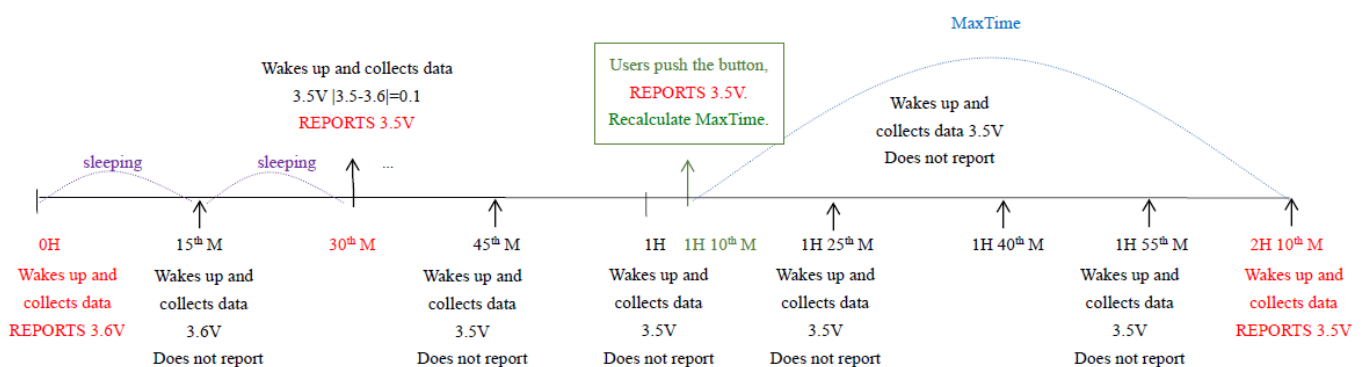 MaxTime
Wakes up and collects data
3.5V |3.5-3.6|=0.1
REPORTS 3.5V
Users push the button,
REPORTS 3.5V.
Recalculate MaxTime.
Wakes up and
collects data 3.5V
Does not report
sleeping
sleeping
...
0H
15th M
30th M
45th M
1H
1H 10th M
1H 25th M
1H 40th M
1H 55th M
2H 10th M
Wakes up and
collects data
REPORTS 3.6V
Wakes up and
collects data
3.6V
Does not report
Wakes up and
collects data
3.5V
Does not report
Wakes up and
collects data
3.5V
Does not report
Wakes up and
collects data
3.5V
Does not report
Wakes up and
collects data
3.5V
Does not report
Wakes up and
collects data
REPORTS 3.5V